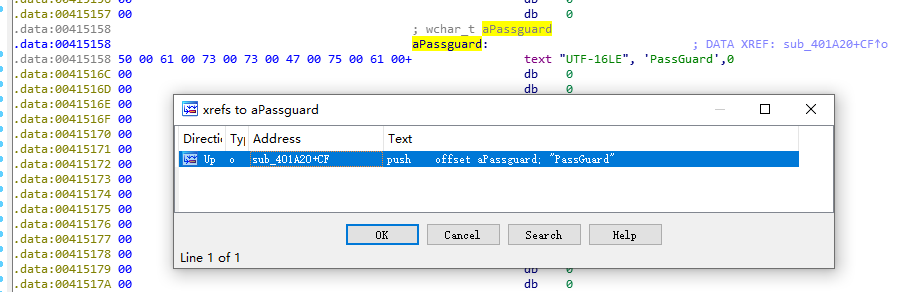 .data:00415156 00 db 0
.data:00415157 00 db 0
.data:00415158 ; wchar_t aPassguard
.data:00415158 aPassguard: ; DATA XREF: sub_401A20+CF↑o
.data:00415158 50 00 61 00 73 00 73 00 47 00 75 00 61 00+ text "UTF-16LE", 'PassGuard',0
.data:0041516C 00 db 0
.data:0041516D 00 db 0
.data:0041516E 00
.data:0041516F 00
.data:00415170 00
.data:00415171 00
.data:00415172 00
.data:00415173 00
.data:00415174 00
.data:00415175 00
.data:00415176 00
.data:00415177 00
.data:00415178 00
.data:00415179 00 db 0
.data:0041517A 00 db 0
xrefs to aPassguard
Directic Ty Address Text
Up o sub_401A20+CF push offset aPassguard; "PassGuard"
OK Cancel Search Help
Line 1 of 1